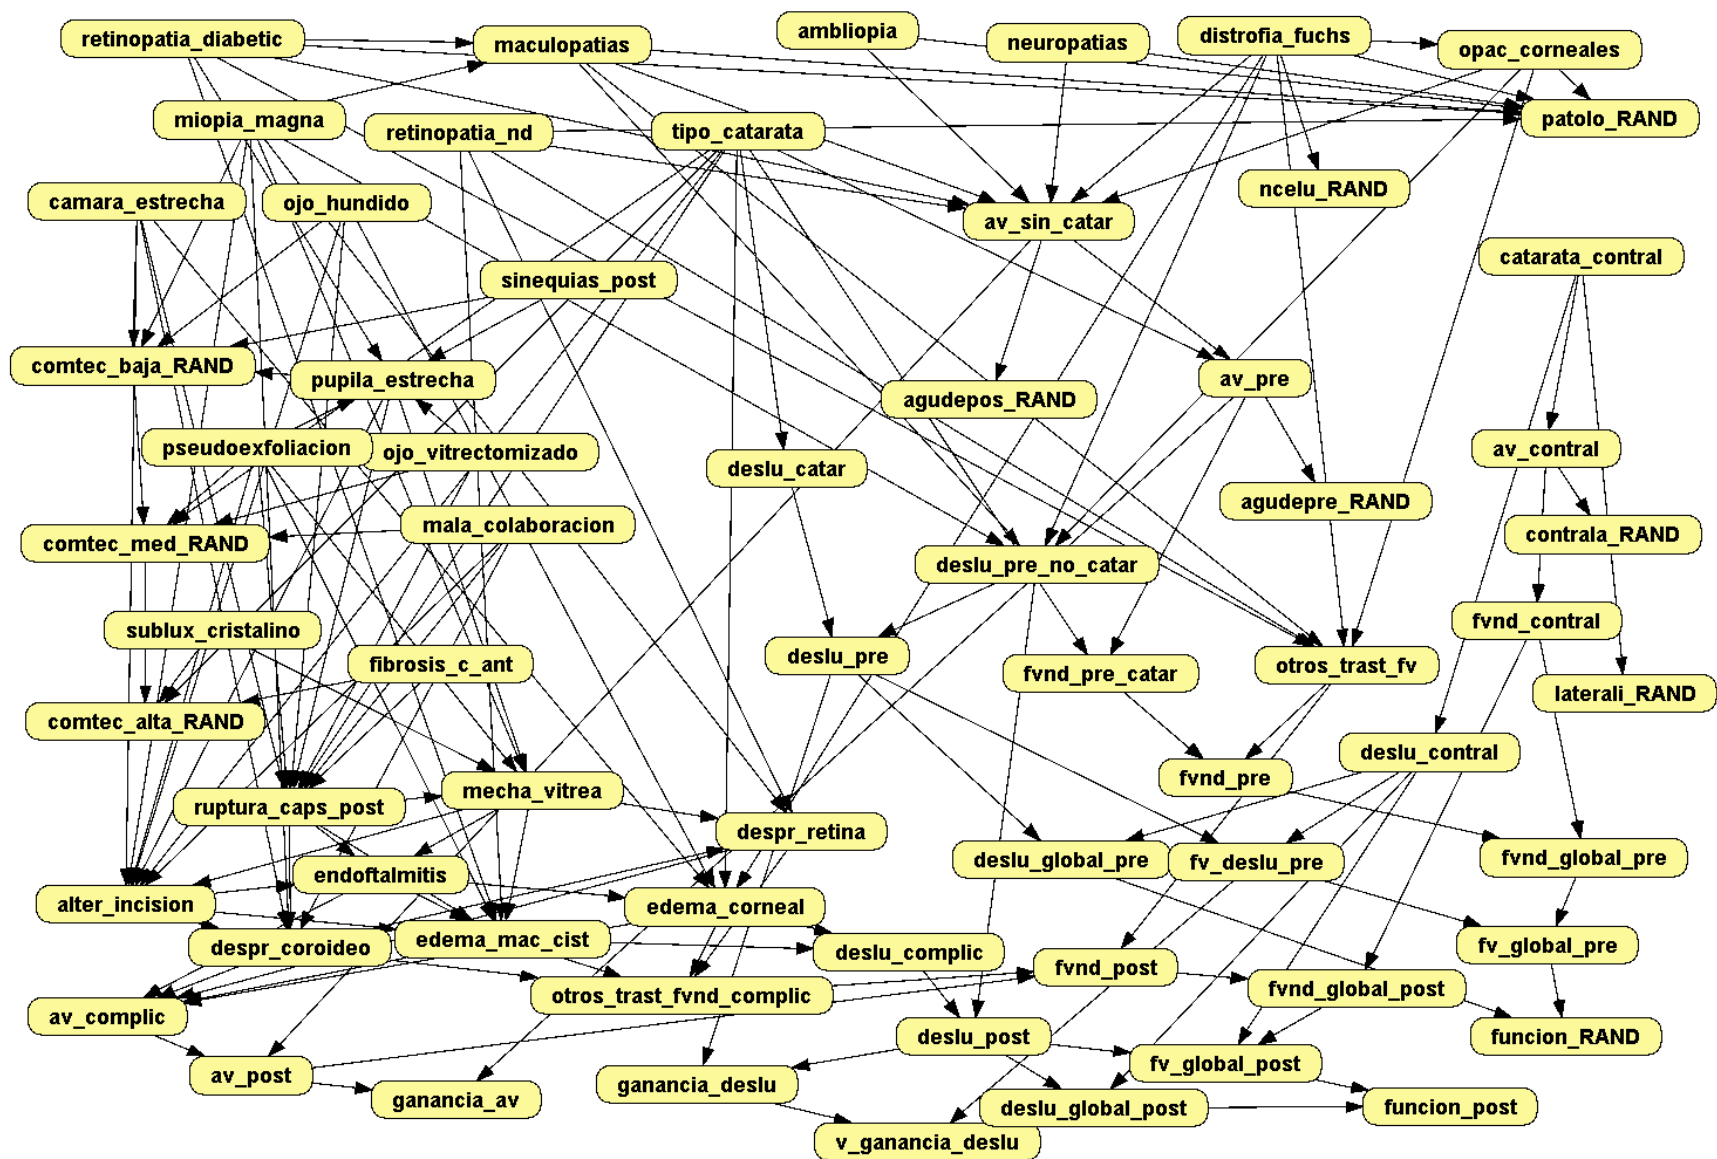 retinopatia_diabetic
maculopatias
ambliopia
neuropatias
distrofia_fuchs
opac_corneales
miopia_magna
retinopatia_nd
tipo_catarata
patolo_RAND
camara_estrecha
ojo_hundido
ncelu_RAND
av_sin_catar
catarata_contral
sinequias_post
comtec_baja_RAND
pupila_estrecha
av_pre
agudepos_RAND
pseudoexfoliacion
ojo_vitrectomizado
deslu_catar
av_contral
agudepre_RAND
comtec_med_RAND
mala_colaboracion
contrala_RAND
deslu_pre_no_catar
sublux_cristalino
fvnd_contral
fibrosis_c_ant
deslu_pre
fvnd_pre_catar
otros_trast_fv
laterali_RAND
comtec_alta_RAND
deslu_contral
ruptura_caps_post
mecha_vitrea
fvnd_pre
despr_retina
deslu_global_pre
fv_deslu_pre
fvnd_global_pre
endoftalmitis
alter_incision
edema_corneal
despr_coroideo
edema_mac_cist
deslu_complic
fv_global_pre
fvnd_post
otros_trast_fvnd_complic
fvnd_global_post
av_complic
deslu_post
funcion_RAND
av_post
fv_global_post
ganancia_deslu
ganancia_av
deslu_global_post
funcion_post
v_ganancia_deslu